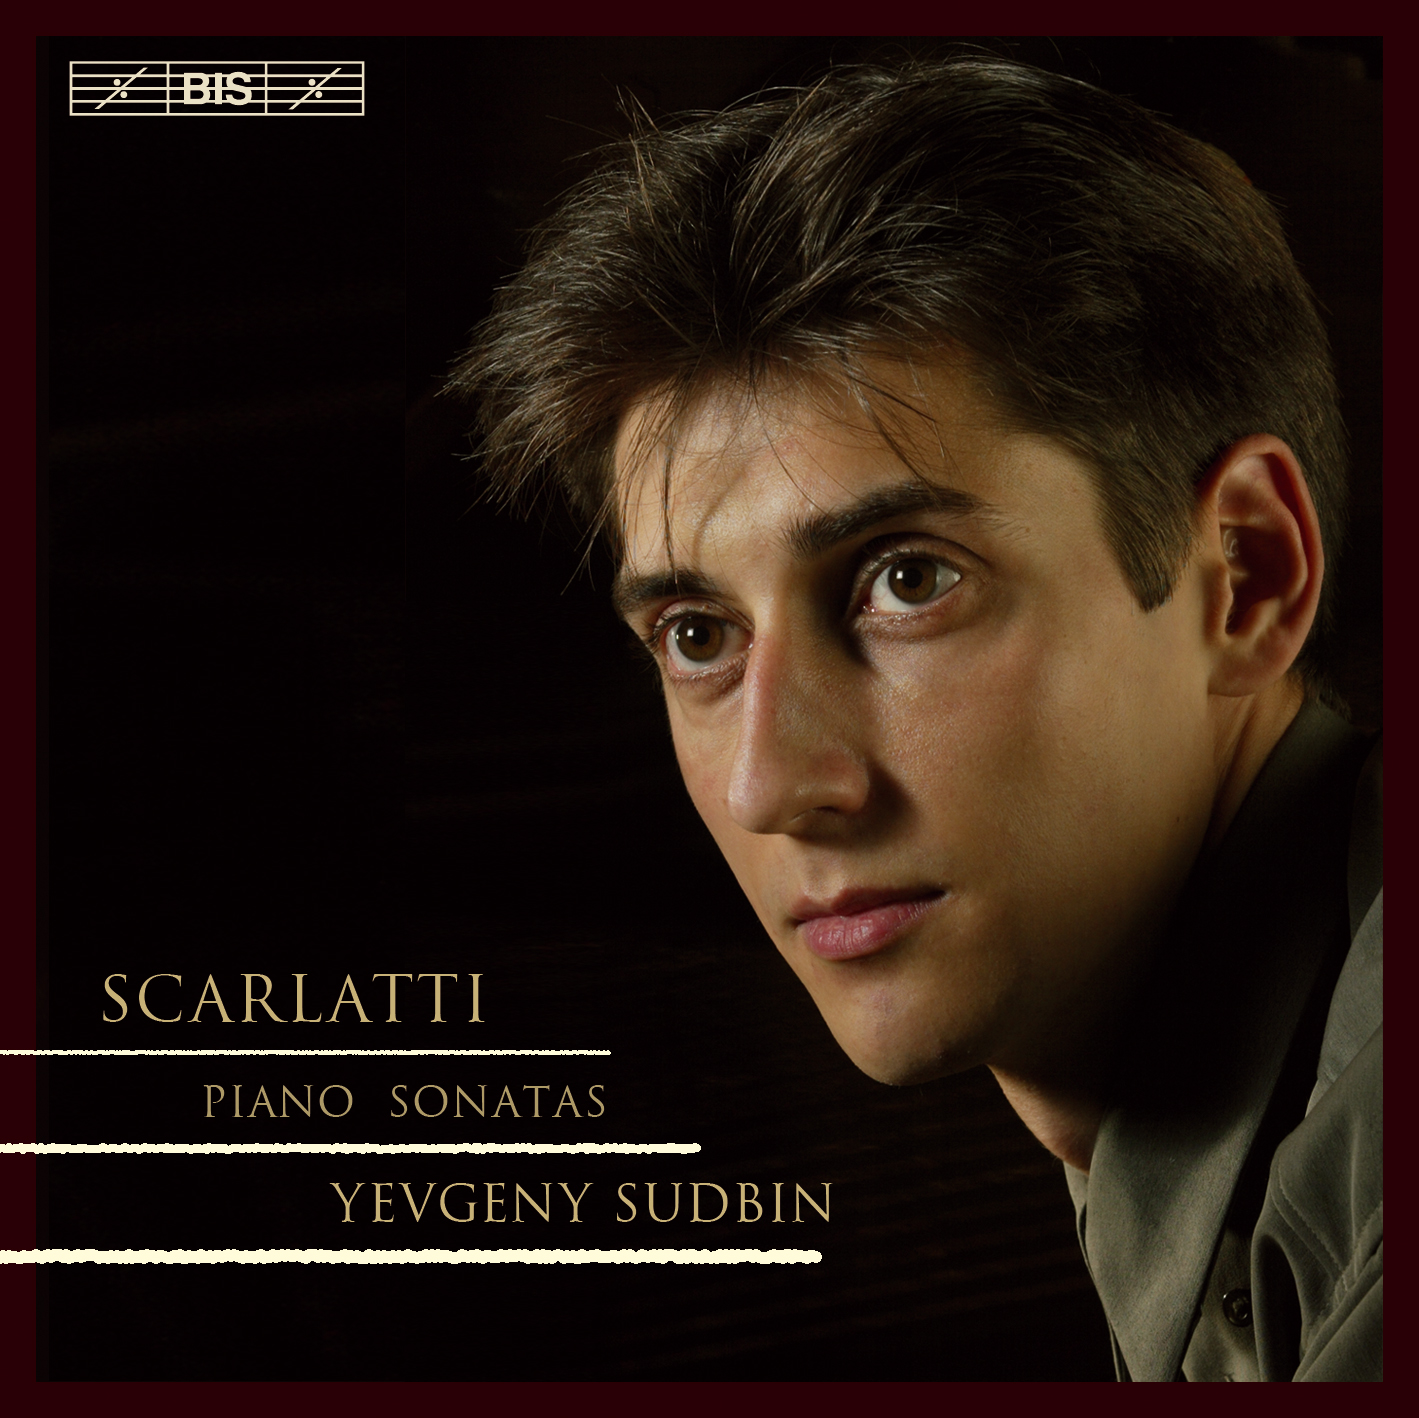 BIS
SCARLATTI
PIANO SONATAS
YEVGENY SUDBIN